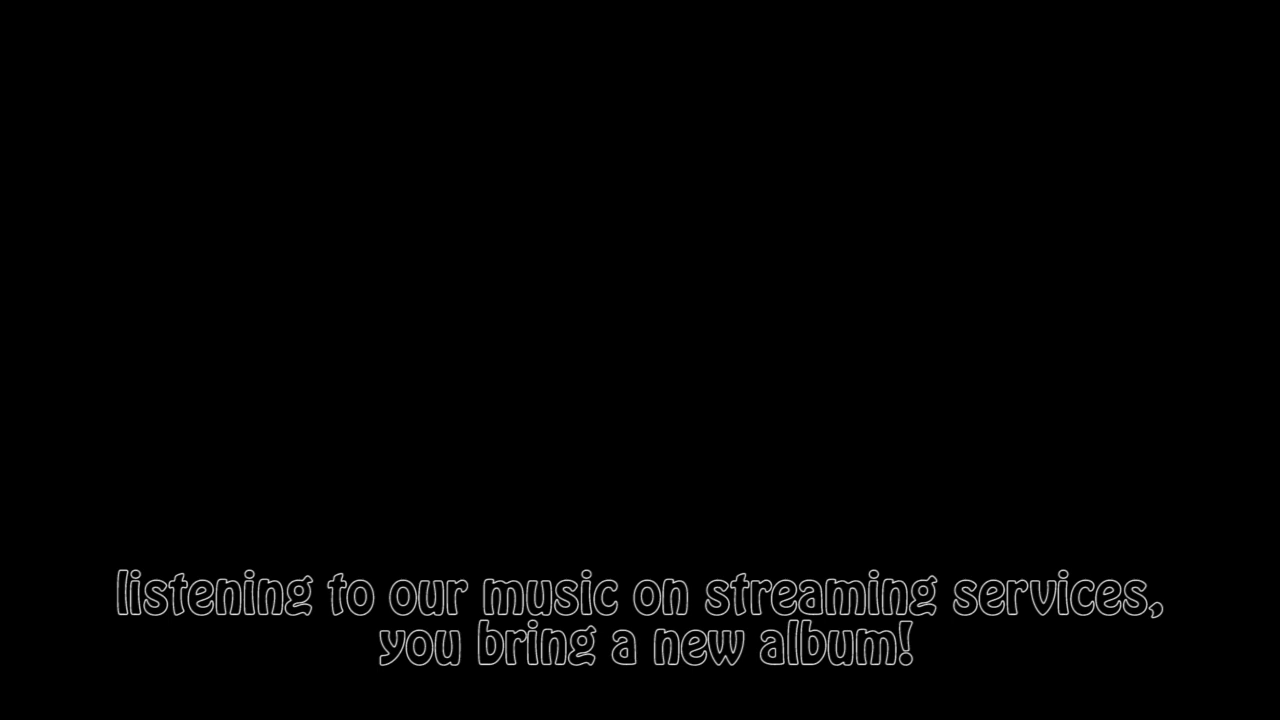 listening to our music on streaming services,
you bring a new album!